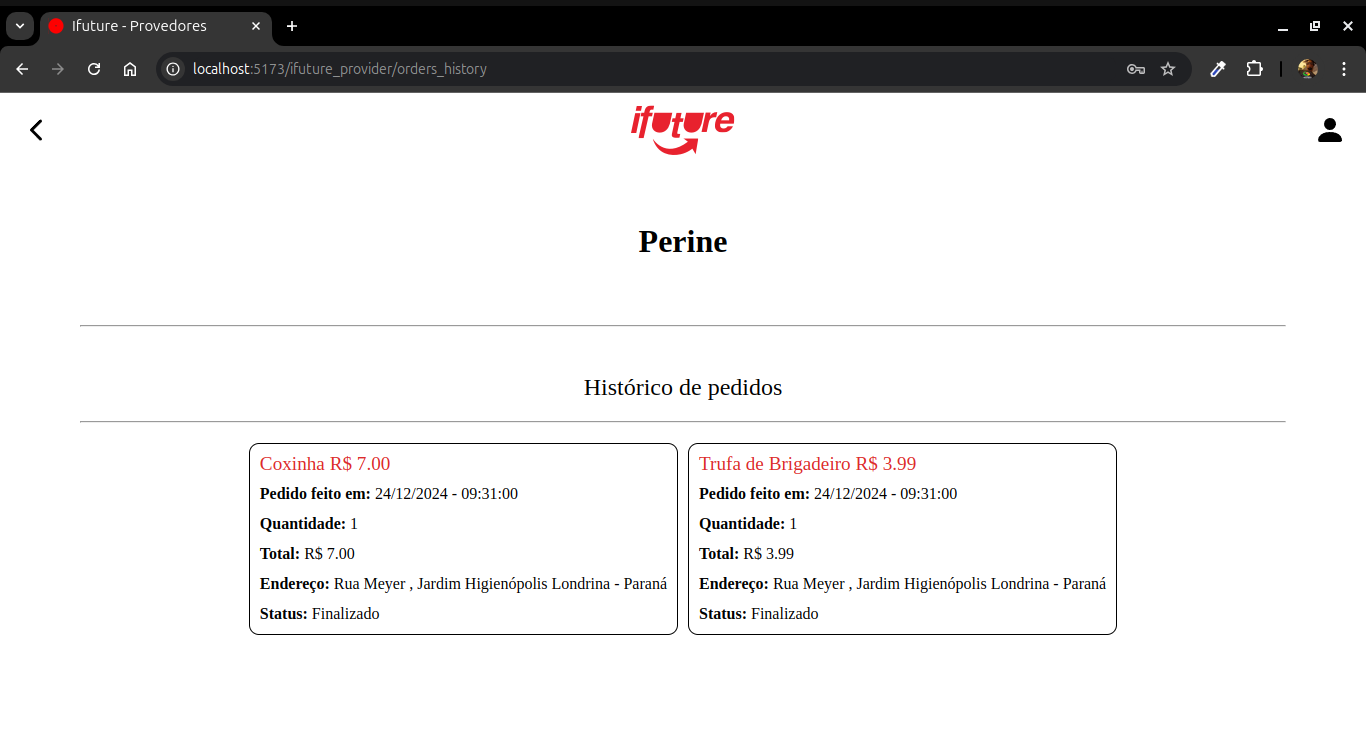 Ifuture - Provedores
localhost:5173/ifuture_provider/orders_history
ifuture
Perine
Histórico de pedidos
Coxinha R$ 7.00
Pedido feito em: 24/12/2024 - 09:31:00
Quantidade: 1
Total: R$ 7.00
Endereço: Rua Meyer , Jardim Higienópolis Londrina - Paraná
Status: Finalizado
Trufa de Brigadeiro R$ 3.99
Pedido feito em: 24/12/2024 - 09:31:00
Quantidade: 1
Total: R$ 3.99
Endereço: Rua Meyer , Jardim Higienópolis Londrina - Paraná
Status: Finalizado